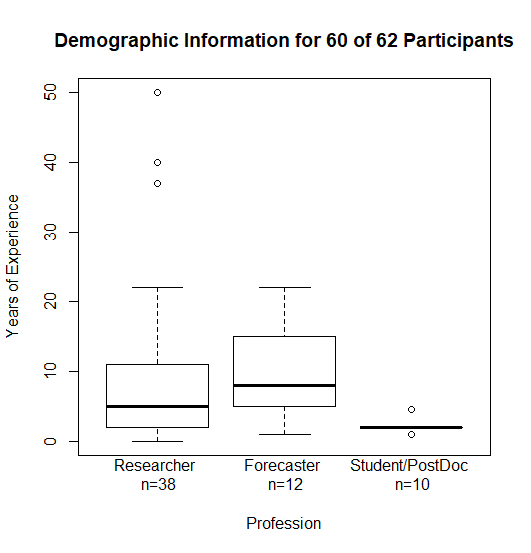 Demographic Information for 60 of 62 Participants
Years of Experience
50
40
30
20
10
0
Researcher Forecaster Student/PostDoc
n=38 n=12 n=10
Profession